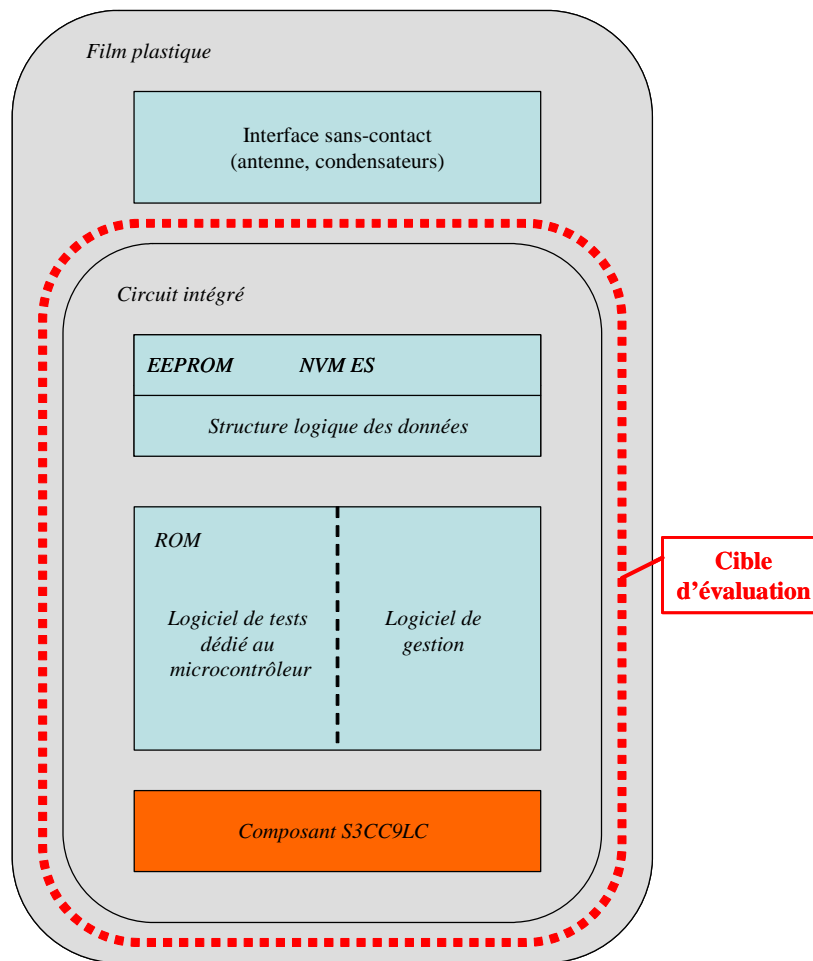 Film plastique
Interface sans-contact
(antenne, condensateurs)
Circuit intégré
EEPROM NVM ES
Structure logique des données
ROM
Logiciel de tests
dédié au
microcontrôleur
Logiciel de
gestion
Cible
d'évaluation
Composant S3CC9LC